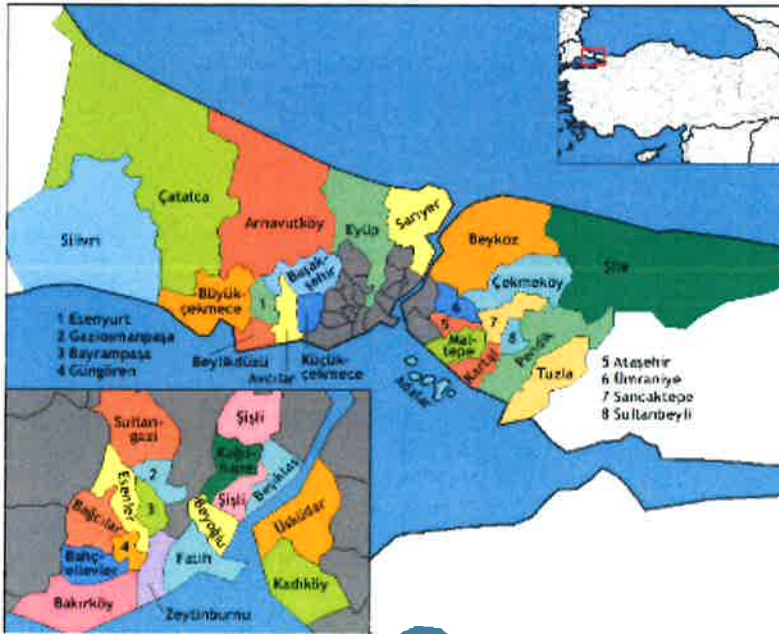 Çatalca
Silivri
Arnavutköy
Eyüp
Sarıyer
Beykoz
Şile
Çekmeköy
Başak-
şehir
Büyük-
çekmece
1
6
7
5
8
Mal-
tepe
Kartal
Pendik
Tuzla
Adalar
1 Esenyurt
2 Gaziosmanpaşa
3 Bayrampaşa
4 Güngören
Beylikdüzü
Avcılar
Küçük-
çekmece
5 Ataşehir
6 Ümraniye
7 Sancaktepe
8 Sultanbeyli
Sultan-
gazi
Şişli
Kağıt-
hane
2
Esenler
3
Şişli
Beşiktaş
Beyoğlu
Bağcılar
4
Üsküdar
Bahç-
elievler
Fatih
Kadıköy
Bakırköy
Zeytinburnu